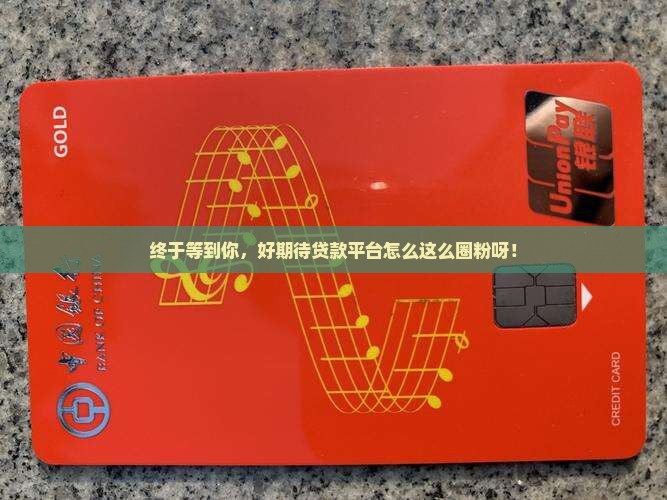 GOLD
UnionPay
银联
终于等到你，好期待贷款平台怎么这么圈粉呀！
中国银行
BANK OF CHINA
CREDIT CARD